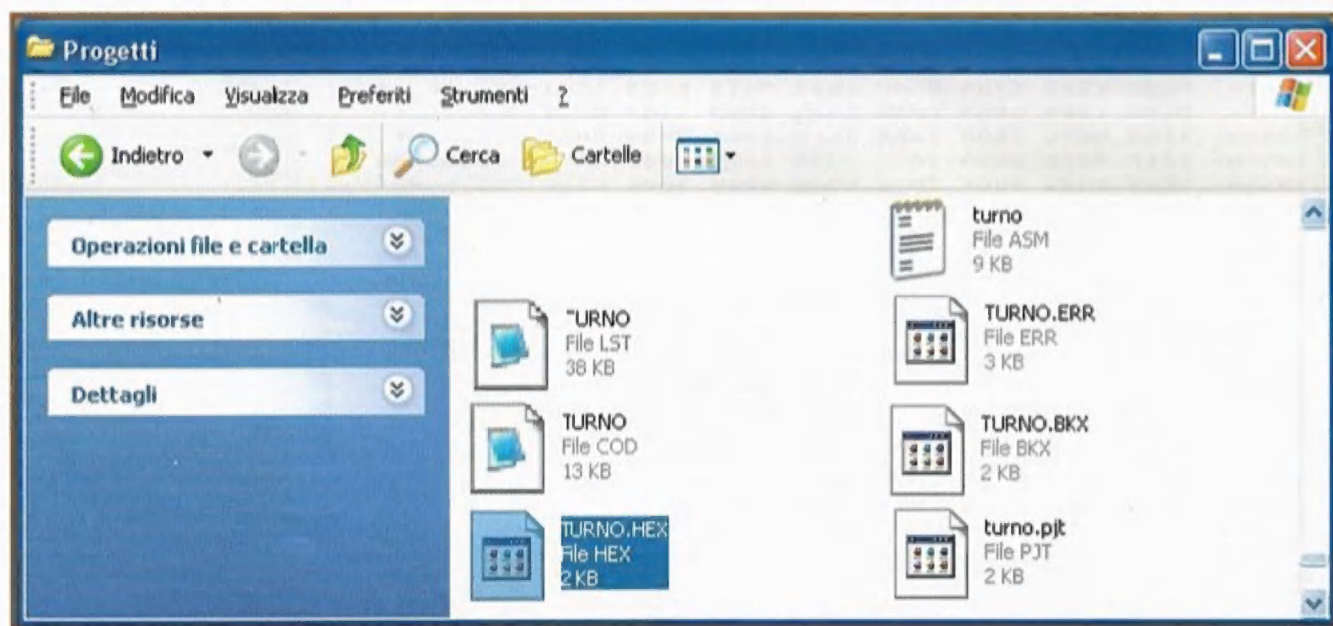 Progetti
File Modifica Visualizza Preferiti Strumenti ?
Indietro Cerca Cartelle
Operazioni file e cartella
Altre risorse
Dettagli
turno
File ASM
9 KB
"URNO
File LST
38 KB
TURNO.ERR
File ERR
3 KB
TURNO
File COD
13 KB
TURNO.BKX
File BKX
2 KB
TURNO.HEX
File HEX
2 KB
turno.pjt
File PJT
2 KB